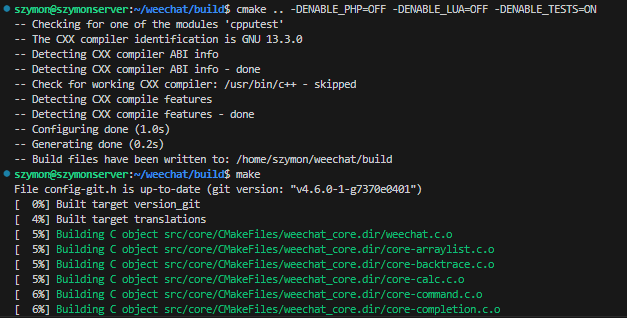 szymon@szymonserver:~/weechat/build$ cmake .. -DENABLE_PHP=OFF -DENABLE_LUA=OFF -DENABLE_TESTS=ON
-- Checking for one of the modules 'cpputest'
-- The CXX compiler identification is GNU 13.3.0
-- Detecting CXX compiler ABI info
-- Detecting CXX compiler ABI info - done
-- Check for working CXX compiler: /usr/bin/c++ - skipped
-- Detecting CXX compile features
-- Detecting CXX compile features - done
-- Configuring done (1.0s)
-- Generating done (0.2s)
-- Build files have been written to: /home/szymon/weechat/build
szymon@szymonserver:~/weechat/build$ make
File config-git.h is up-to-date (git version: "v4.6.0-1-g7370e0401")
[  0%] Built target version_git
[  4%] Built target translations
[  5%] Building C object src/core/CMakeFiles/weechat_core.dir/weechat.c.o
[  5%] Building C object src/core/CMakeFiles/weechat_core.dir/core-arraylist.c.o
[  5%] Building C object src/core/CMakeFiles/weechat_core.dir/core-backtrace.c.o
[  5%] Building C object src/core/CMakeFiles/weechat_core.dir/core-calc.c.o
[  6%] Building C object src/core/CMakeFiles/weechat_core.dir/core-command.c.o
[  6%] Building C object src/core/CMakeFiles/weechat_core.dir/core-completion.c.o